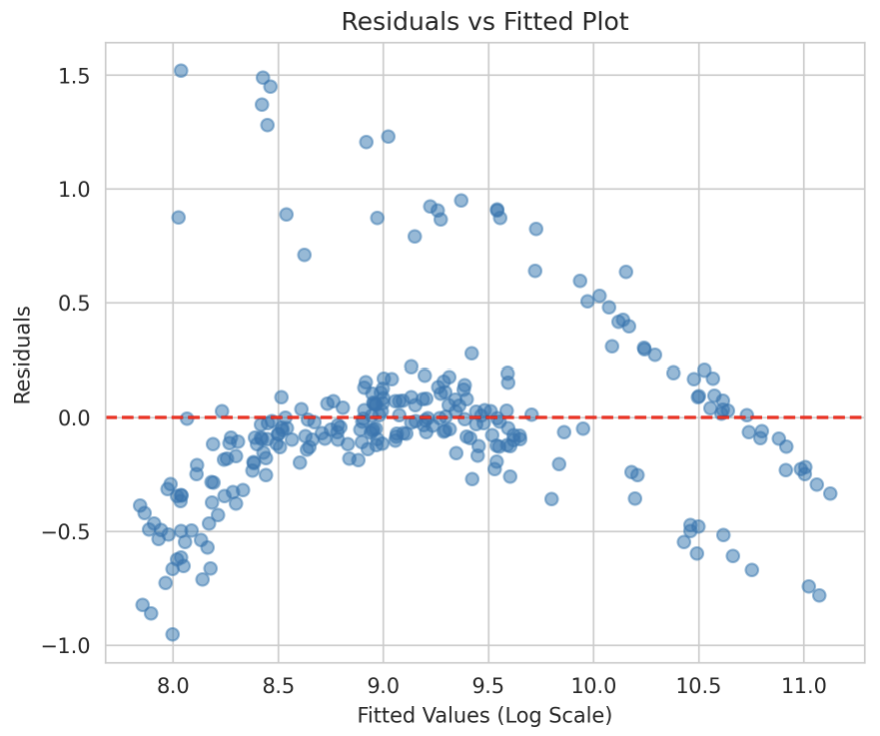 Residuals vs Fitted Plot
1.5
1.0
0.5
0.0
−0.5
−1.0
Residuals
8.0 8.5 9.0 9.5 10.0 10.5 11.0
Fitted Values (Log Scale)